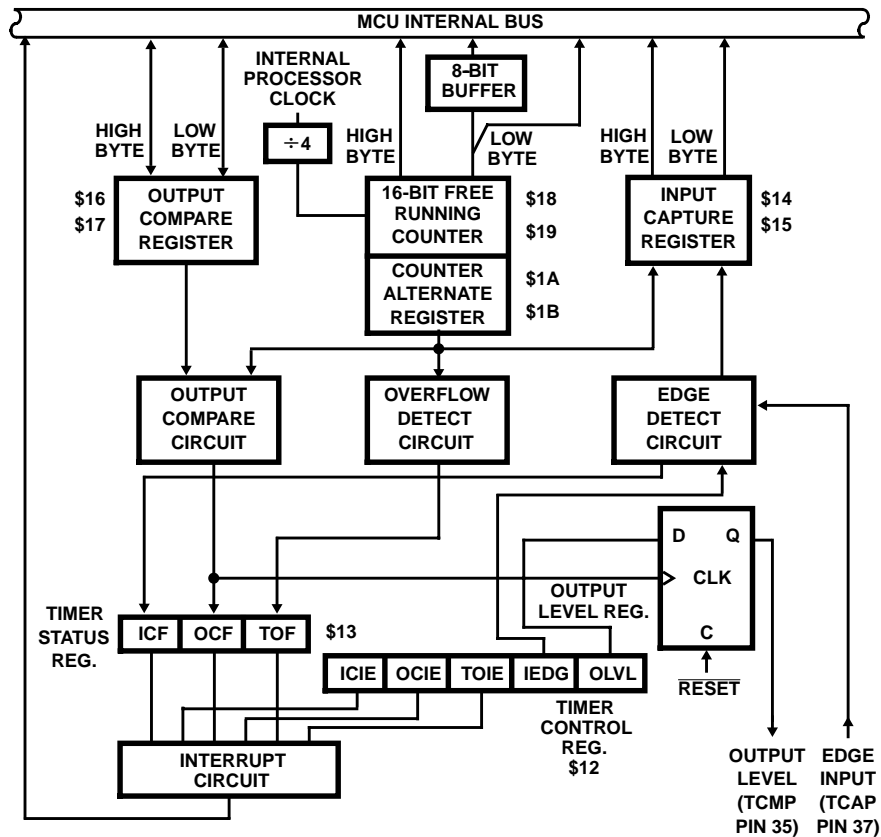 MCU INTERNAL BUS
INTERNAL
PROCESSOR
CLOCK
÷4
8-BIT
BUFFER
HIGH
BYTE
LOW
BYTE
HIGH
BYTE
LOW
BYTE
HIGH
BYTE
LOW
BYTE
$16
$17
OUTPUT
COMPARE
REGISTER
16-BIT FREE
RUNNING
COUNTER
$18
$19
COUNTER
ALTERNATE
REGISTER
$1A
$1B
INPUT
CAPTURE
REGISTER
$14
$15
OUTPUT
COMPARE
CIRCUIT
OVERFLOW
DETECT
CIRCUIT
EDGE
DETECT
CIRCUIT
D Q
CLK
C
OUTPUT
LEVEL REG.
RESET
TIMER
STATUS
REG.
ICF OCF TOF
$13
ICIE OCIE TOIE IEDG OLVL
TIMER
CONTROL
REG.
$12
INTERRUPT
CIRCUIT
OUTPUT
LEVEL
(TCMP
PIN 35)
EDGE
INPUT
(TCAP
PIN 37)